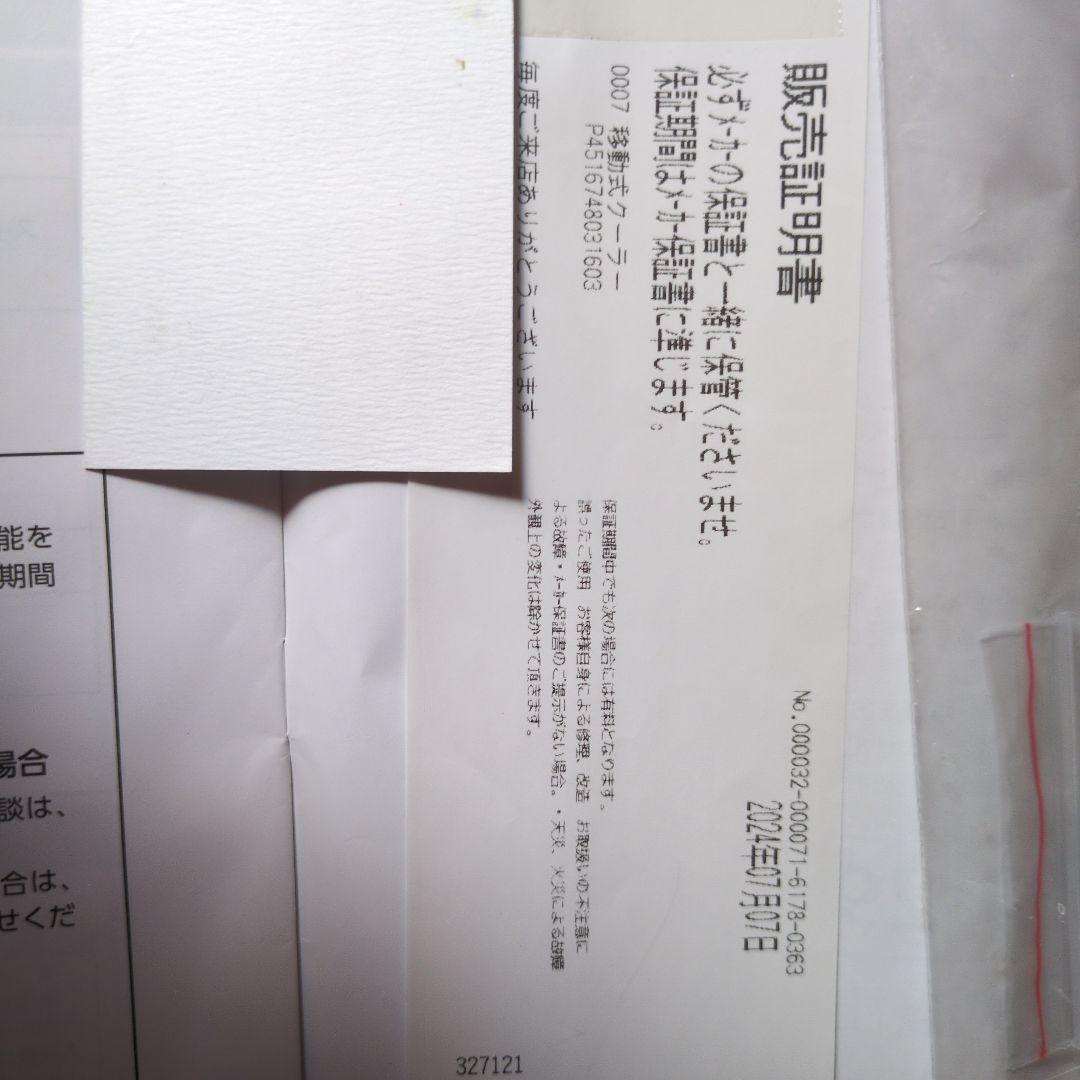 販売証明書
No.000032-000071-6178-0363
2024年07月07日
必ずﾒｰｶｰの保証書と一緒に保管くださいませ。
保証期間はﾒｰｶｰ保証書に準じます。
0007 移動式クーラー
P4516748031603
保証期間中でも次の場合には有料となります。
誤ったご使用 お客様自身による修理、改造 お取扱いの不注意に
よる故障・ﾒｰｶｰ保証書のご提示がない場合。・天災、火災による故障
外観上の変化は除かせて頂きます。
毎度ご来店ありがとうございます
327121
能を
期間
場合
談は、
合は、
せくだ